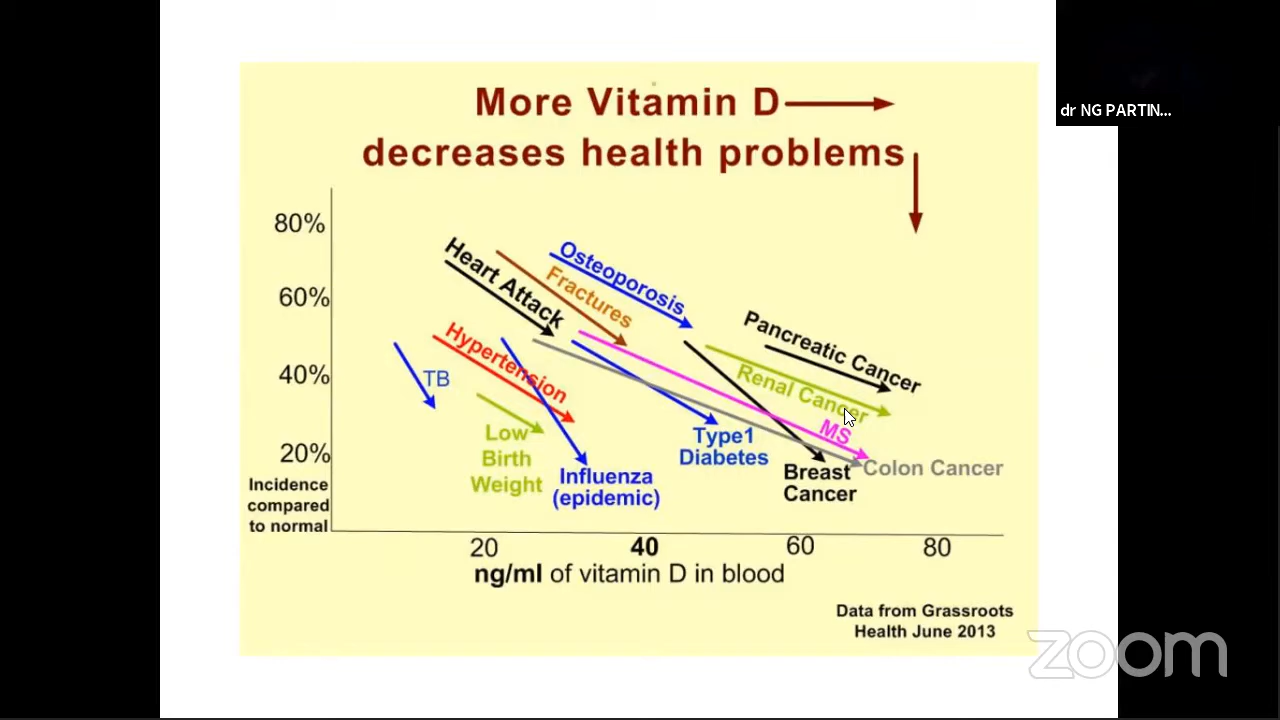 dr NG PARTIN...
More Vitamin D
decreases health problems
80%
60%
40%
20%
Incidence
compared
to normal
Heart Attack
Fractures
Osteoporosis
Pancreatic Cancer
Hypertension
TB
Renal Cancer
MS
Low
Birth
Weight
Influenza
(epidemic)
Type1
Diabetes
Breast
Cancer
Colon Cancer
20
40
60
80
ng/ml of vitamin D in blood
Data from Grassroots
Health June 2013
zoom